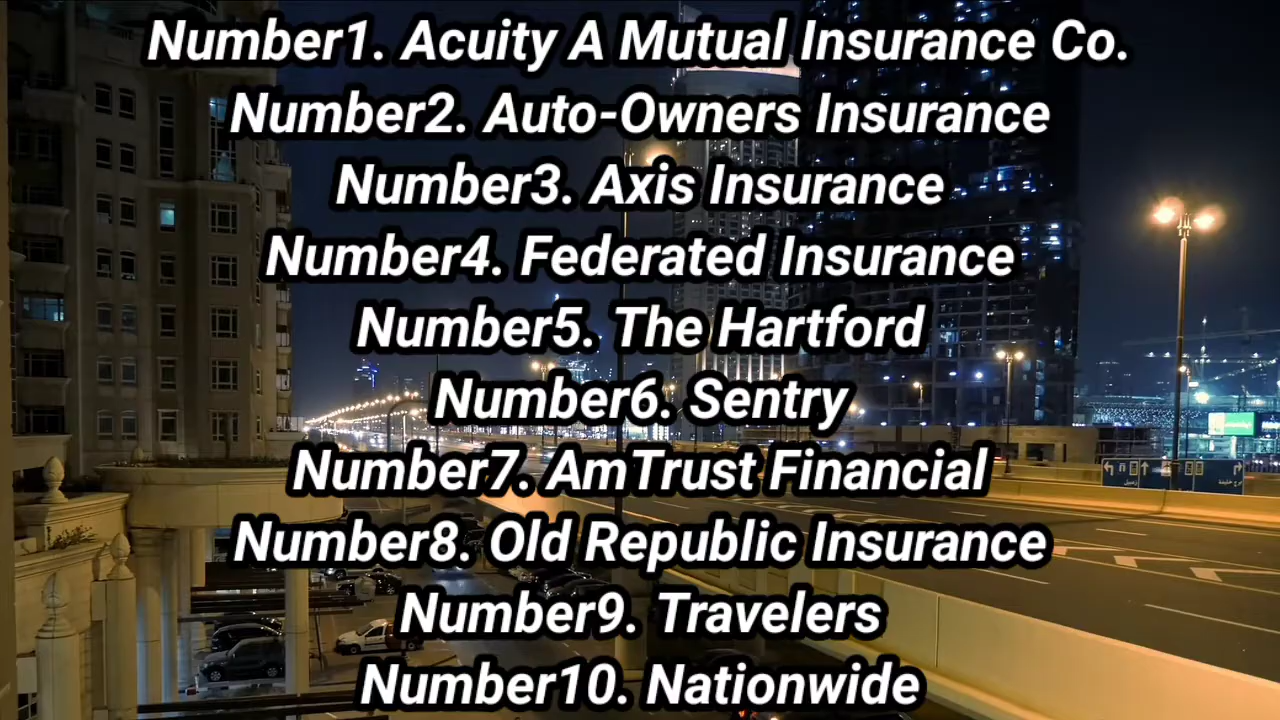 Number1. Acuity A Mutual Insurance Co.
Number2. Auto-Owners Insurance
Number3. Axis Insurance
Number4. Federated Insurance
Number5. The Hartford
Number6. Sentry
Number7. AmTrust Financial
Number8. Old Republic Insurance
Number9. Travelers
Number10. Nationwide